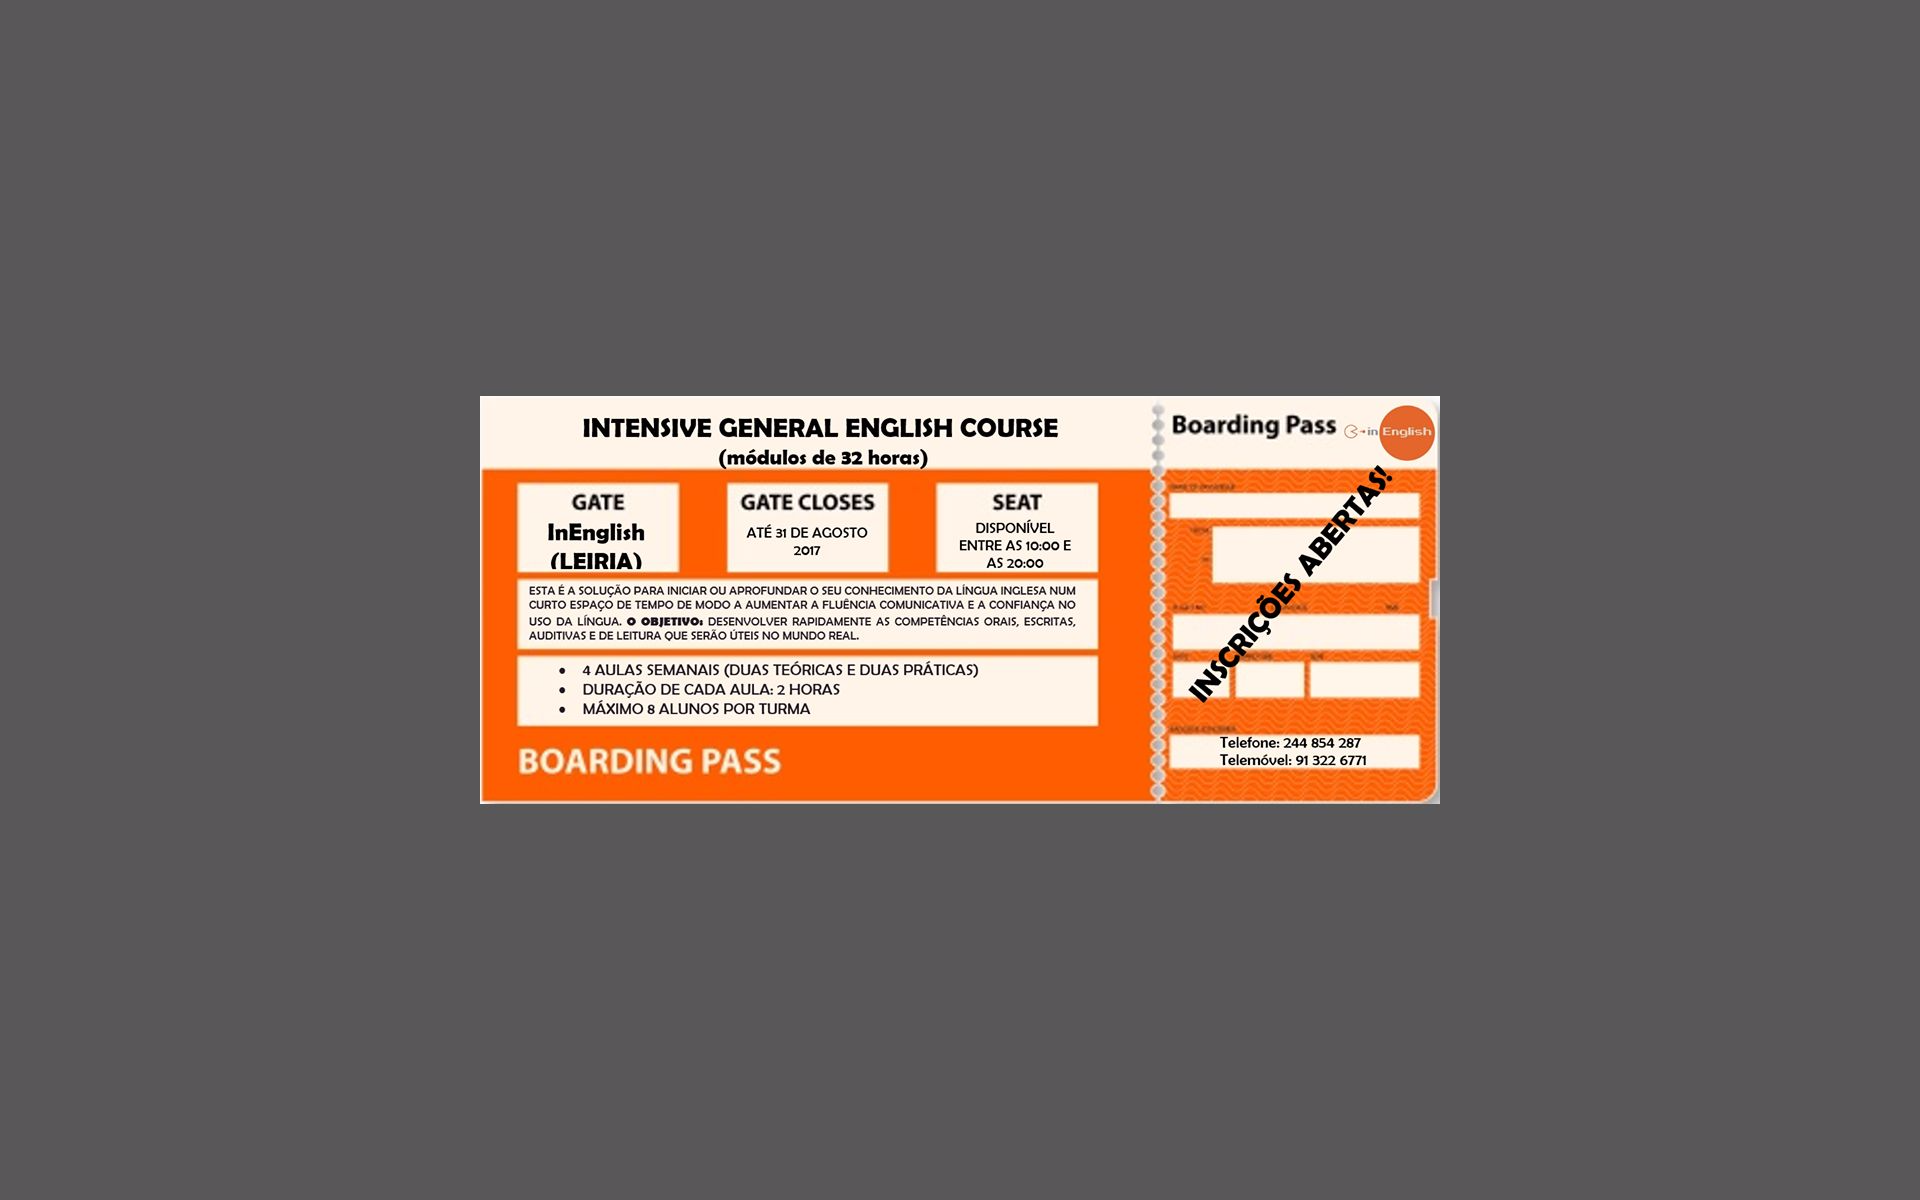 INTENSIVE GENERAL ENGLISH COURSE
(módulos de 32 horas)
GATE
InEnglish
(LEIRIA)
GATE CLOSES
ATÉ 31 DE AGOSTO
2017
SEAT
DISPONÍVEL
ENTRE AS 10:00 E
AS 20:00
ESTA É A SOLUÇÃO PARA INICIAR OU APROFUNDAR O SEU CONHECIMENTO DA LÍNGUA INGLESA NUM
CURTO ESPAÇO DE TEMPO DE MODO A AUMENTAR A FLUÊNCIA COMUNICATIVA E A CONFIANÇA NO
USO DA LÍNGUA. O OBJETIVO: DESENVOLVER RAPIDAMENTE AS COMPETÊNCIAS ORAIS, ESCRITAS,
AUDITIVAS E DE LEITURA QUE SERÃO ÚTEIS NO MUNDO REAL.
• 4 AULAS SEMANAIS (DUAS TEÓRICAS E DUAS PRÁTICAS)
• DURAÇÃO DE CADA AULA: 2 HORAS
• MÁXIMO 8 ALUNOS POR TURMA
BOARDING PASS
Boarding Pass
in English
INSCRIÇÕES ABERTAS!
Telefone: 244 854 287
Telemóvel: 91 322 6771